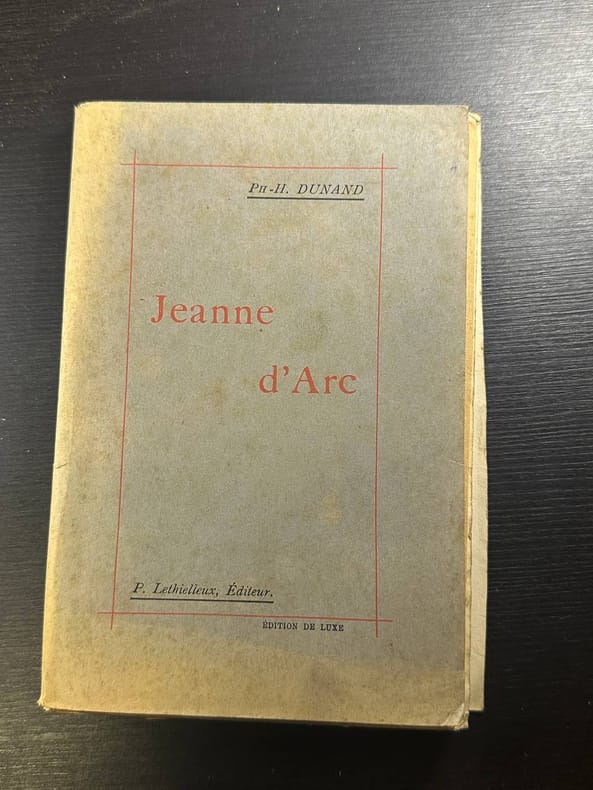 PH-H. DUNAND
Jeanne
d'Arc
P. Lethielleux, Éditeur.
ÉDITION DE LUXE